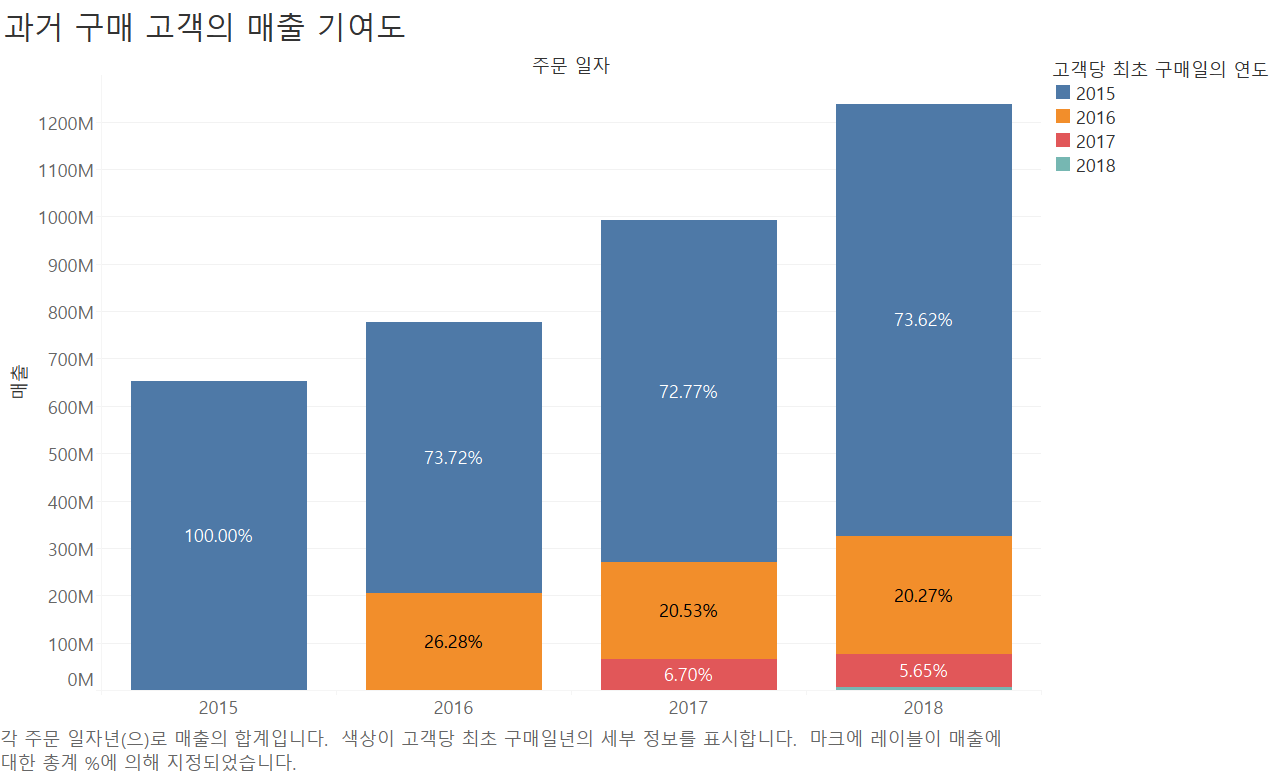 과거 구매 고객의 매출 기여도
주문 일자
고객당 최초 구매일의 연도
2015
2016
2017
2018
매출
1200M
1100M
1000M
900M
800M
700M
600M
500M
400M
300M
200M
100M
0M
100.00%
73.72%
26.28%
72.77%
20.53%
6.70%
73.62%
20.27%
5.65%
2015
2016
2017
2018
각 주문 일자년(으)로 매출의 합계입니다.  색상이 고객당 최초 구매일년의 세부 정보를 표시합니다.  마크에 레이블이 매출에
대한 총계 %에 의해 지정되었습니다.